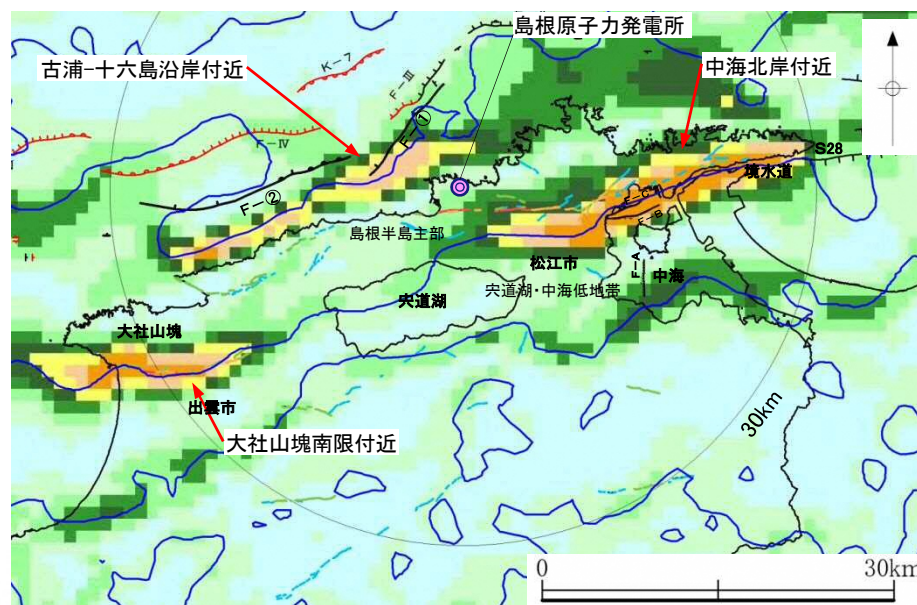 島根原子力発電所
古浦-十六島沿岸付近
中海北岸付近
K-7
F-Ⅲ
F-①
F-Ⅳ
S28
境水道
F-②
F-C
F-B
島根半島主部
松江市
F-A
中海
宍道湖・中海低地帯
宍道湖
大社山塊
出雲市
大社山塊南限付近
30km
0
30km